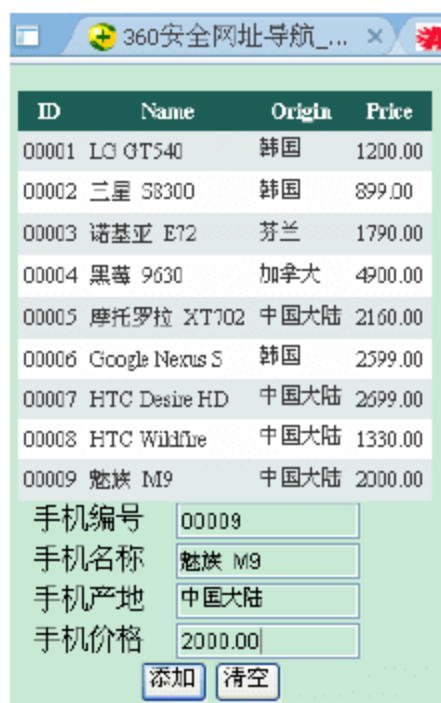 360安全网址导航_...
ID Name Origin Price
00001 LG GT540 韩国 1200.00
00002 三星 S8300 韩国 899.00
00003 诺基亚 E72 芬兰 1790.00
00004 黑莓 9630 加拿大 4900.00
00005 摩托罗拉 XT702 中国大陆 2160.00
00006 Google Nexus S 韩国 2599.00
00007 HTC Desire HD 中国大陆 2699.00
00008 HTC Wildfire 中国大陆 1330.00
00009 魅族 M9 中国大陆 2000.00
手机编号 00009
手机名称 魅族 M9
手机产地 中国大陆
手机价格 2000.00
添加 清空